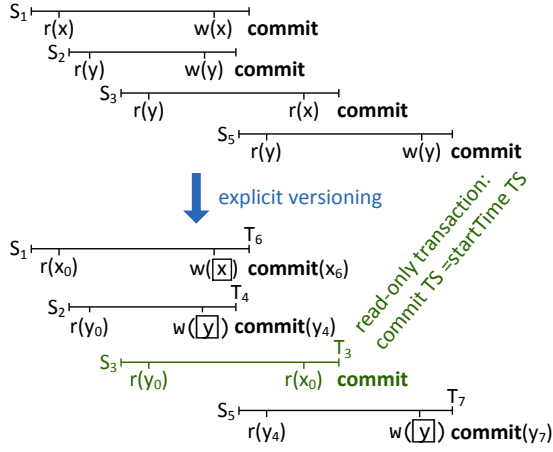 S1
r(x) w(x) commit
S2
r(y) w(y) commit
S3
r(y) r(x) commit
S5
r(y) w(y) commit
explicit versioning
read-only transaction:
commit TS =startTime TS
S1 T6
r(x0) w(x) commit(x6)
S2 T4
r(y0) w(y) commit(y4)
S3 T3
r(y0) r(x0) commit
S5 T7
r(y4) w(y) commit(y7)